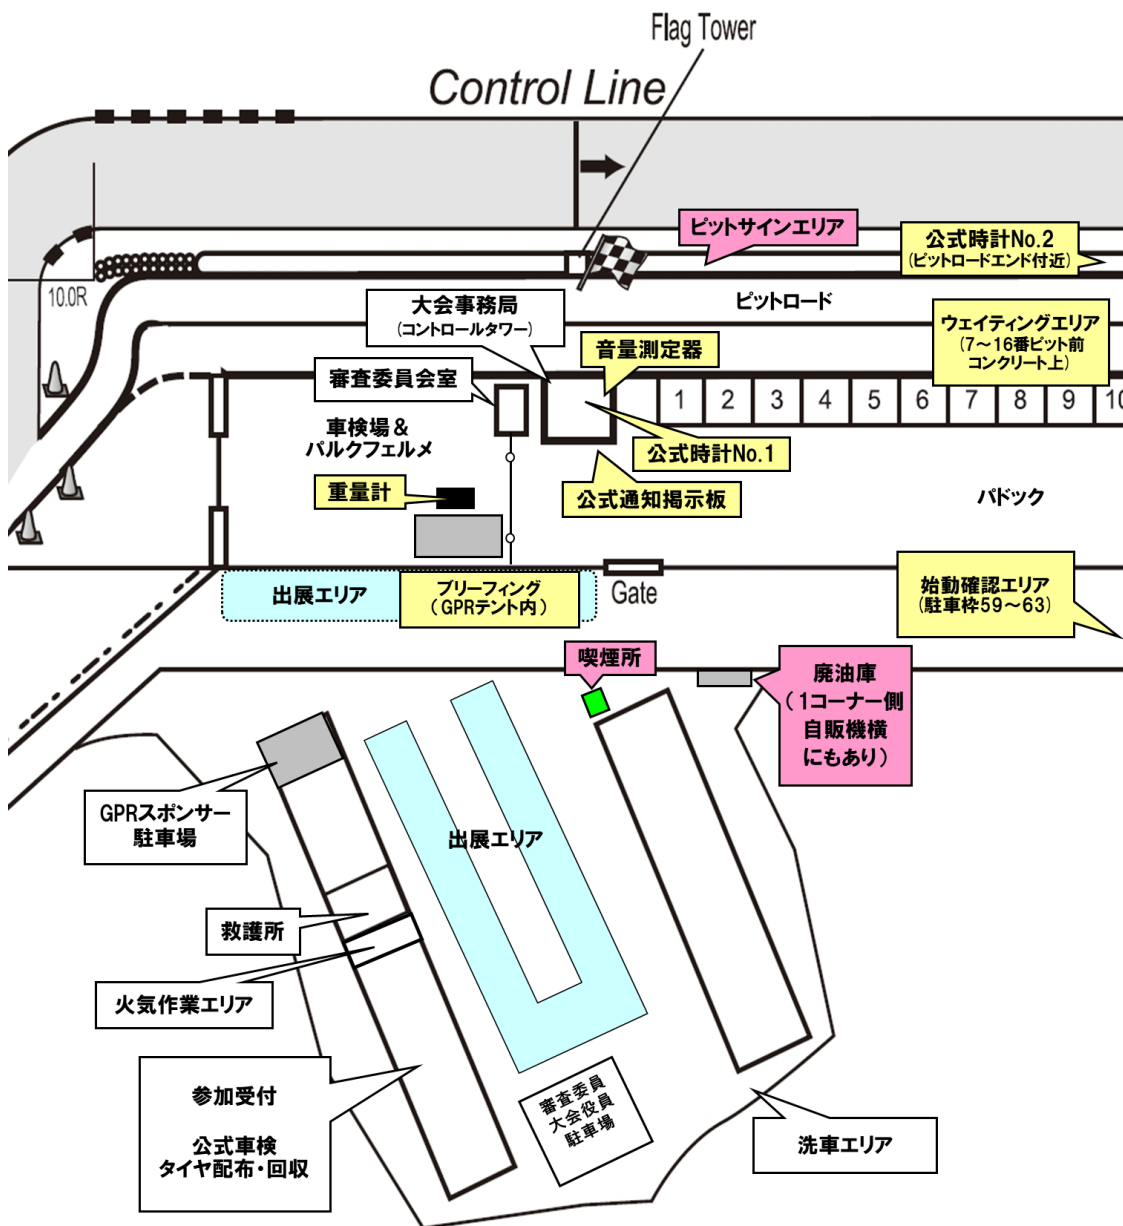 Flag Tower
Control Line
ピットサインエリア
公式時計No.2
(ピットロードエンド付近)
10.0R
大会事務局
(コントロールタワー)
ピットロード
音量測定器
ウェイティングエリア
(7～16番ピット前
コンクリート上)
審査委員会室
1 2 3 4 5 6 7 8 9 10
車検場&
パルクフェルメ
公式時計No.1
重量計
公式通知掲示板
パドック
出展エリア
ブリーフィング
(GPRテント内)
Gate
始動確認エリア
(駐車枠59～63)
喫煙所
廃油庫
(1コーナー側
自販機横
にもあり)
GPRスポンサー
駐車場
出展エリア
救護所
火気作業エリア
参加受付
公式車検
タイヤ配布・回収
審査委員
大会役員
駐車場
洗車エリア